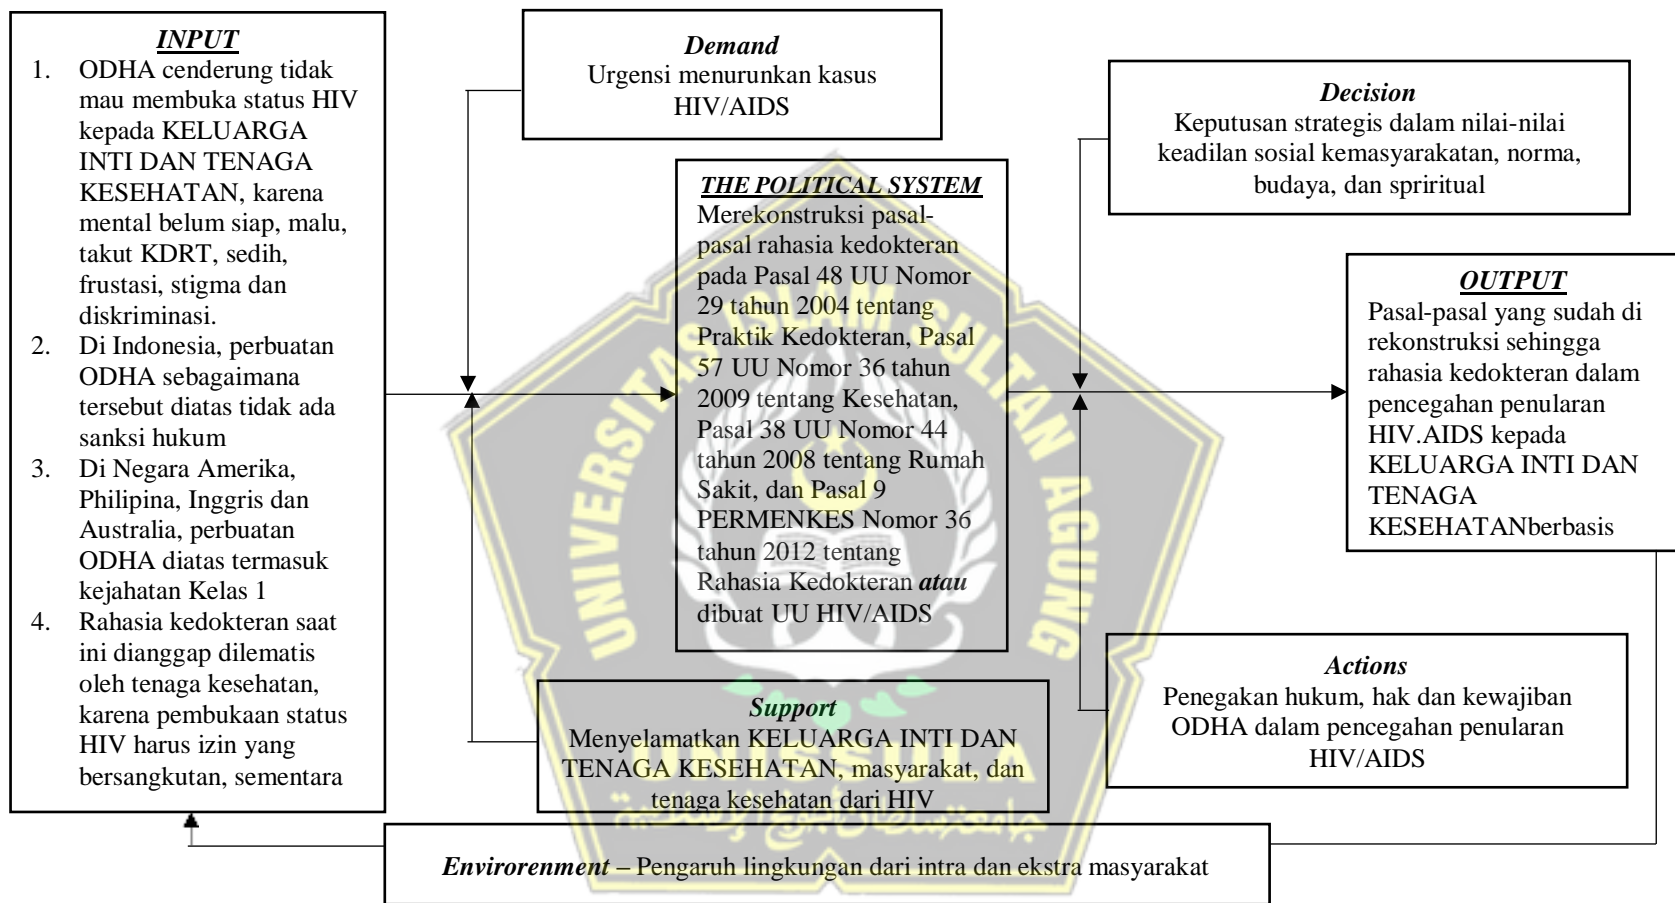 INPUT
1. ODHA cenderung tidak
mau membuka status HIV
kepada KELUARGA
INTI DAN TENAGA
KESEHATAN, karena
mental belum siap, malu,
takut KDRT, sedih,
frustasi, stigma dan
diskriminasi.
2. Di Indonesia, perbuatan
ODHA sebagaimana
tersebut diatas tidak ada
sanksi hukum
3. Di Negara Amerika,
Philipina, Inggris dan
Australia, perbuatan
ODHA diatas termasuk
kejahatan Kelas 1
4. Rahasia kedokteran saat
ini dianggap dilematis
oleh tenaga kesehatan,
karena pembukaan status
HIV harus izin yang
bersangkutan, sementara
Demand
Urgensi menurunkan kasus
HIV/AIDS
THE POLITICAL SYSTEM
Merekonstruksi pasal-
pasal rahasia kedokteran
pada Pasal 48 UU Nomor
29 tahun 2004 tentang
Praktik Kedokteran, Pasal
57 UU Nomor 36 tahun
2009 tentang Kesehatan,
Pasal 38 UU Nomor 44
tahun 2008 tentang Rumah
Sakit, dan Pasal 9
PERMENKES Nomor 36
tahun 2012 tentang
Rahasia Kedokteran atau
dibuat UU HIV/AIDS
Support
Menyelamatkan KELUARGA INTI DAN
TENAGA KESEHATAN, masyarakat, dan
tenaga kesehatan dari HIV
Decision
Keputusan strategis dalam nilai-nilai
keadilan sosial kemasyarakatan, norma,
budaya, dan spriritual
OUTPUT
Pasal-pasal yang sudah di
rekonstruksi sehingga
rahasia kedokteran dalam
pencegahan penularan
HIV.AIDS kepada
KELUARGA INTI DAN
TENAGA
KESEHATANberbasis
Actions
Penegakan hukum, hak dan kewajiban
ODHA dalam pencegahan penularan
HIV/AIDS
Envirorenment – Pengaruh lingkungan dari intra dan ekstra masyarakat
UNIVERSITAS ISLAM SULTAN AGUNG
UNISSULA
جامعة سلطان أجونج الإسلامية